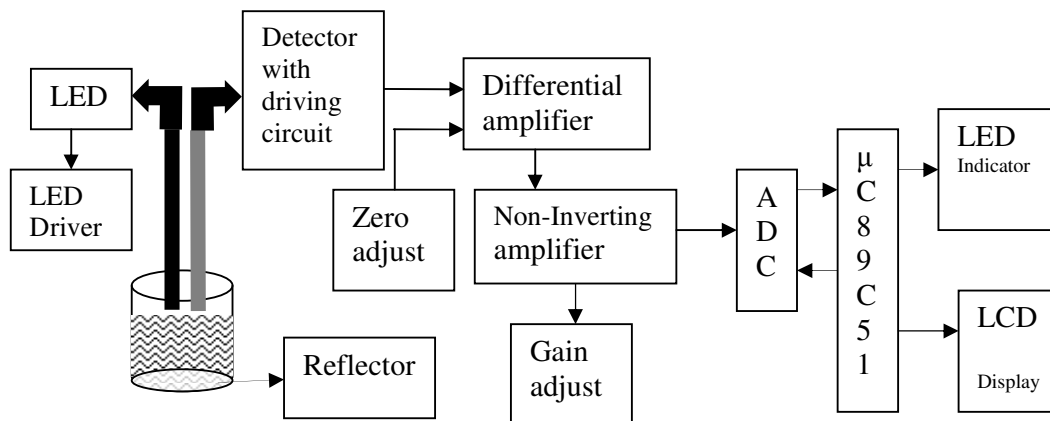 LED
LED
Driver
Detector
with
driving
circuit
Zero
adjust
Differential
amplifier
Non-Inverting
amplifier
Gain
adjust
Reflector
A
D
C
µ
C
8
9
C
5
1
LED
Indicator
LCD
Display